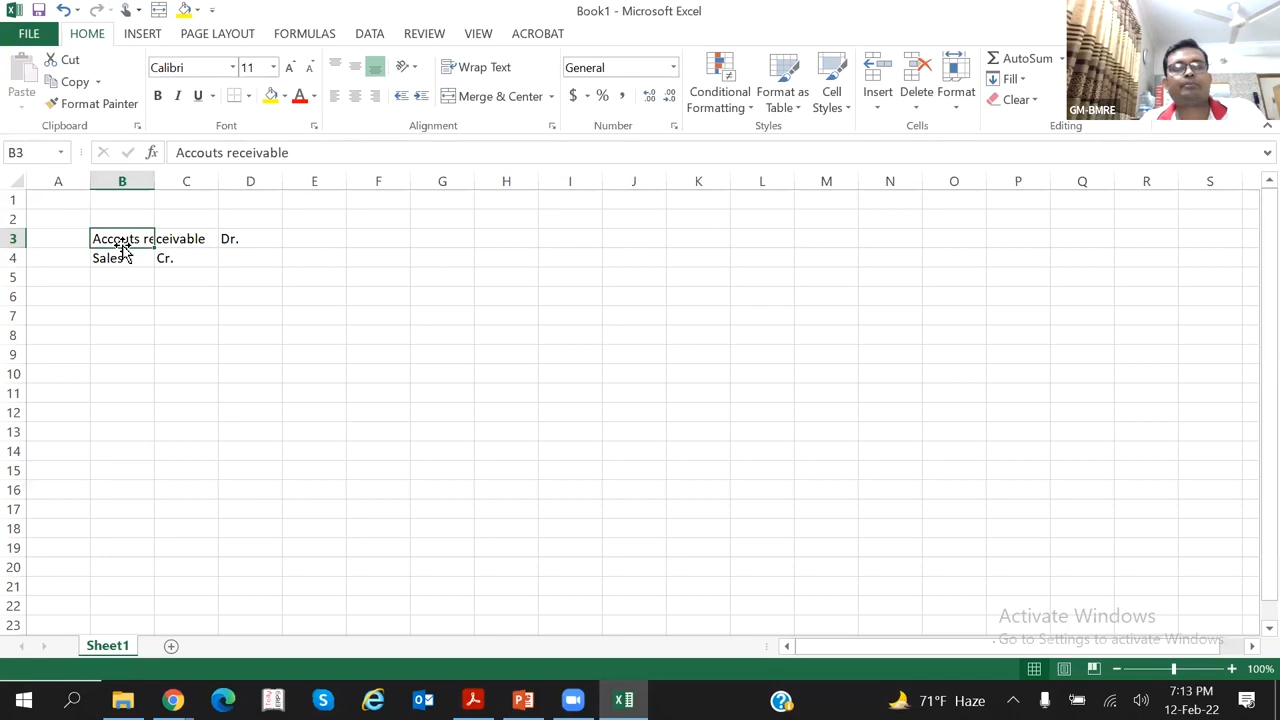 Book1 - Microsoft Excel
FILE HOME INSERT PAGE LAYOUT FORMULAS DATA REVIEW VIEW ACROBAT
Paste Cut Copy Format Painter
Calibri 11 B I U A
Wrap Text Merge & Center
General $ %
Conditional Formatting Format as Table Cell Styles
Insert Delete Format
AutoSum Fill Clear
Clipboard Font Alignment Number Styles Cells Editing
GM-BMRE
B3 fx Accouts receivable
A B C D E F G H I J K L M N O P Q R S
1
2
3 Accouts receivable Dr.
4 Sales Cr.
5
6
7
8
9
10
11
12
13
14
15
16
17
18
19
20
21
22
23
Activate Windows
Go to Settings to activate Windows.
Sheet1
100%
71°F Haze
7:13 PM
12-Feb-22